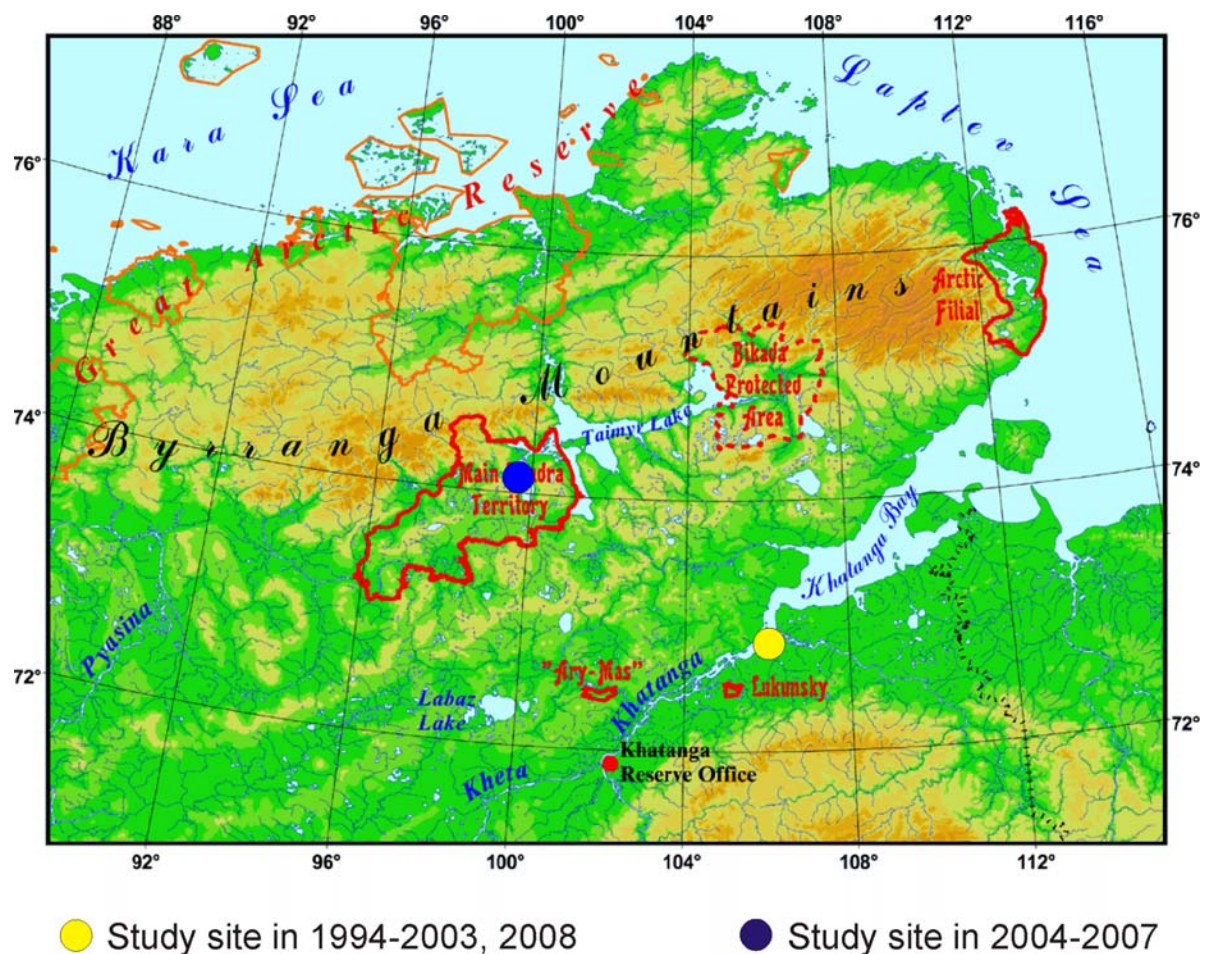 88° 92° 96° 100° 104° 108° 112° 116°
Kara Sea
Laptev Sea
Great Arctic Reserve
76°
76°
Arctic
Filial
Byrranga Mountains
Bikada
Protected
Area
Taimyr Lake
74°
74°
Main Tundra
Territory
Khatanga Bay
Pyasina
72°
72°
"Ary-Mas"
Khatanga
Lukunsky
Labaz
Lake
Khatanga
Reserve Office
Kheta
92° 96° 100° 104° 108° 112°
Study site in 1994-2003, 2008
Study site in 2004-2007